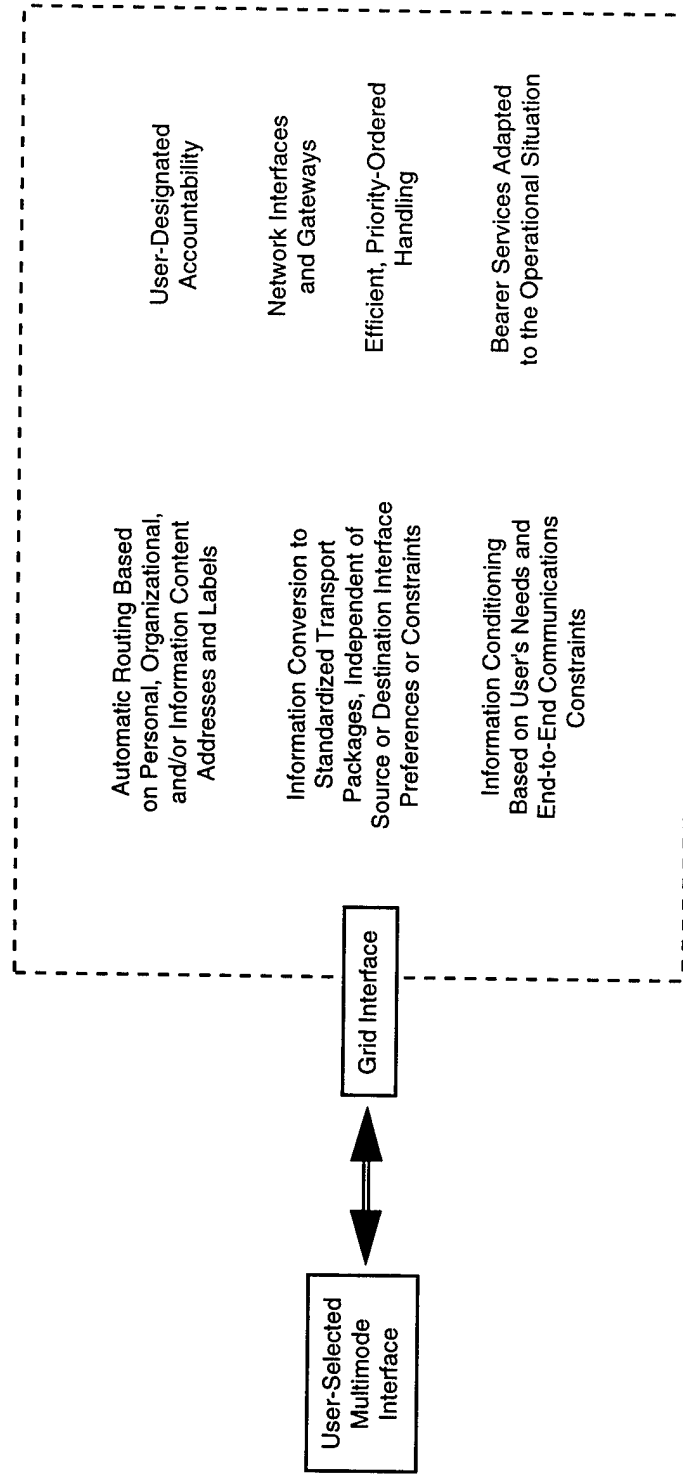 User-Selected
Multimode
Interface
Grid Interface
Automatic Routing Based
on Personal, Organizational,
and/or Information Content
Addresses and Labels
Information Conversion to
Standardized Transport
Packages, Independent of
Source or Destination Interface
Preferences or Constraints
Information Conditioning
Based on User's Needs and
End-to-End Communications
Constraints
User-Designated
Accountability
Network Interfaces
and Gateways
Efficient, Priority-Ordered
Handling
Bearer Services Adapted
to the Operational Situation